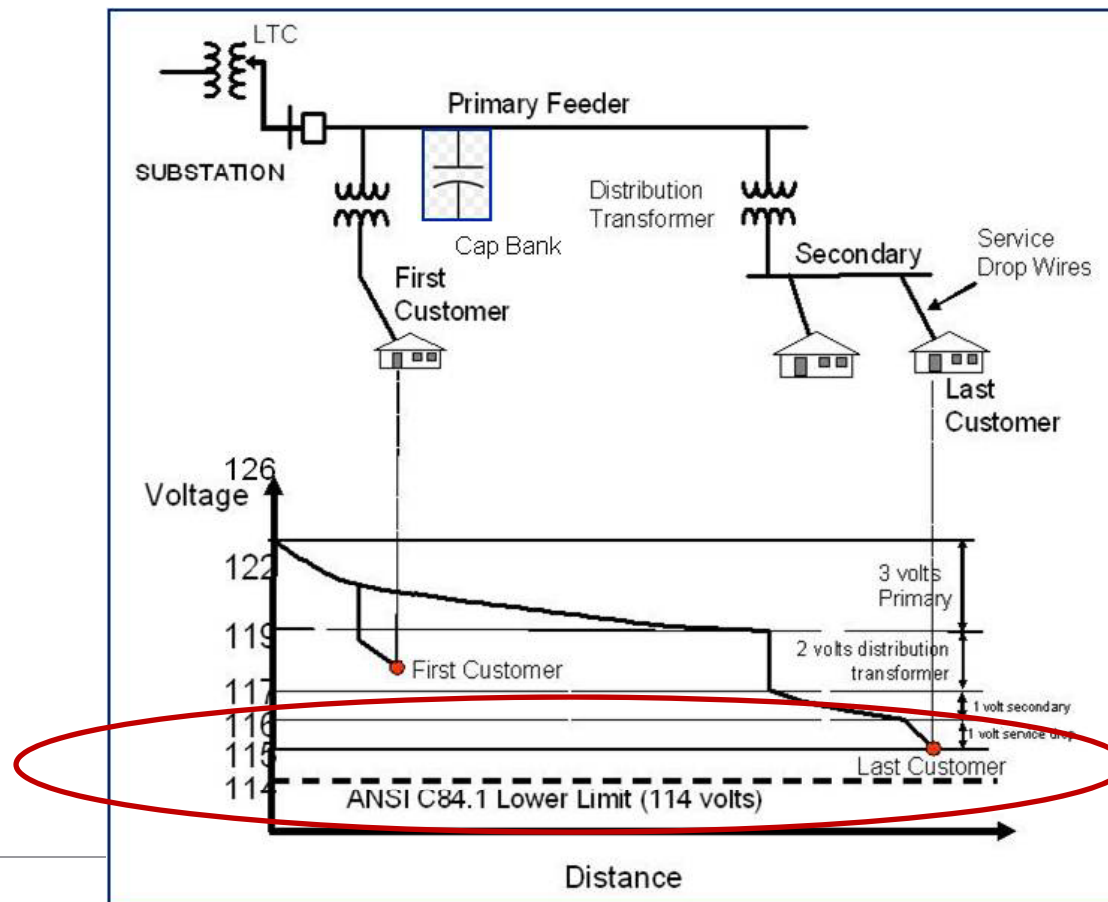 LTC
Primary Feeder
SUBSTATION
Distribution
Transformer
Cap Bank
Service
Drop Wires
Secondary
First
Customer
Last
Customer
126
Voltage
122
3 volts
Primary
119
2 volts distribution
transformer
First Customer
117
1 volt secondary
116
1 volt service drop
115
Last Customer
114
ANSI C84.1 Lower Limit (114 volts)
Distance